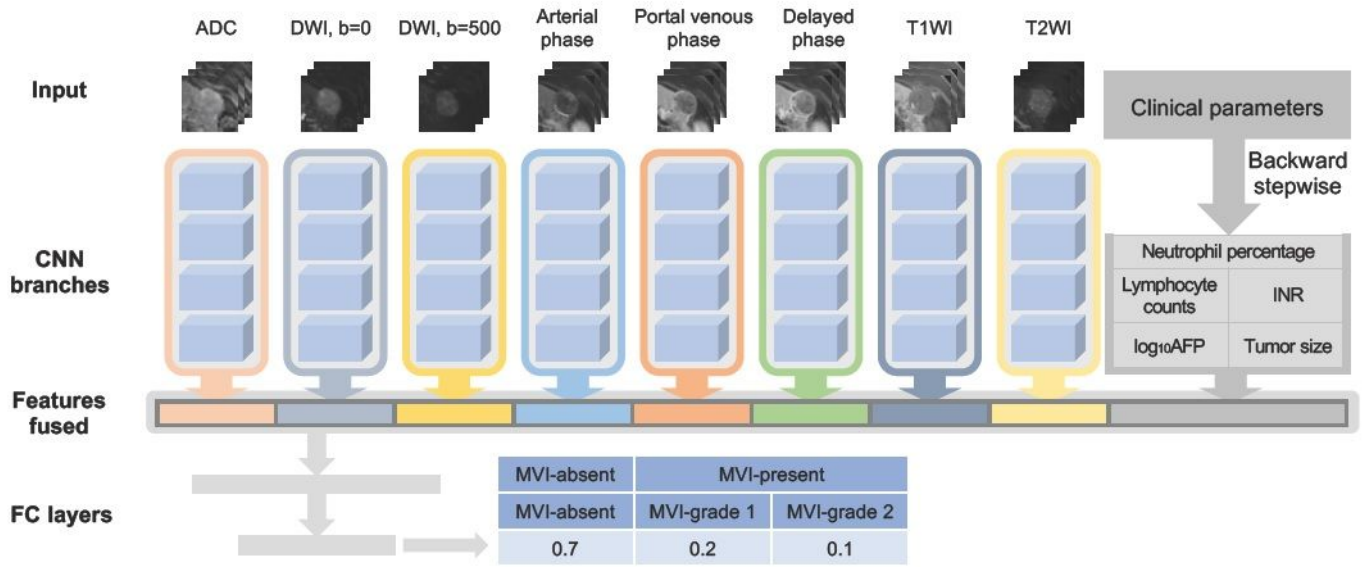 ADC
DWI, b=0
DWI, b=500
Arterial
phase
Portal venous
phase
Delayed
phase
T1WI
T2WI
Input
Clinical parameters
Backward
stepwise
CNN
branches
Neutrophil percentage
Lymphocyte
counts
INR
log₁₀AFP
Tumor size
Features
fused
FC layers
MVI-absent
MVI-present
MVI-absent
MVI-grade 1
MVI-grade 2
0.7
0.2
0.1